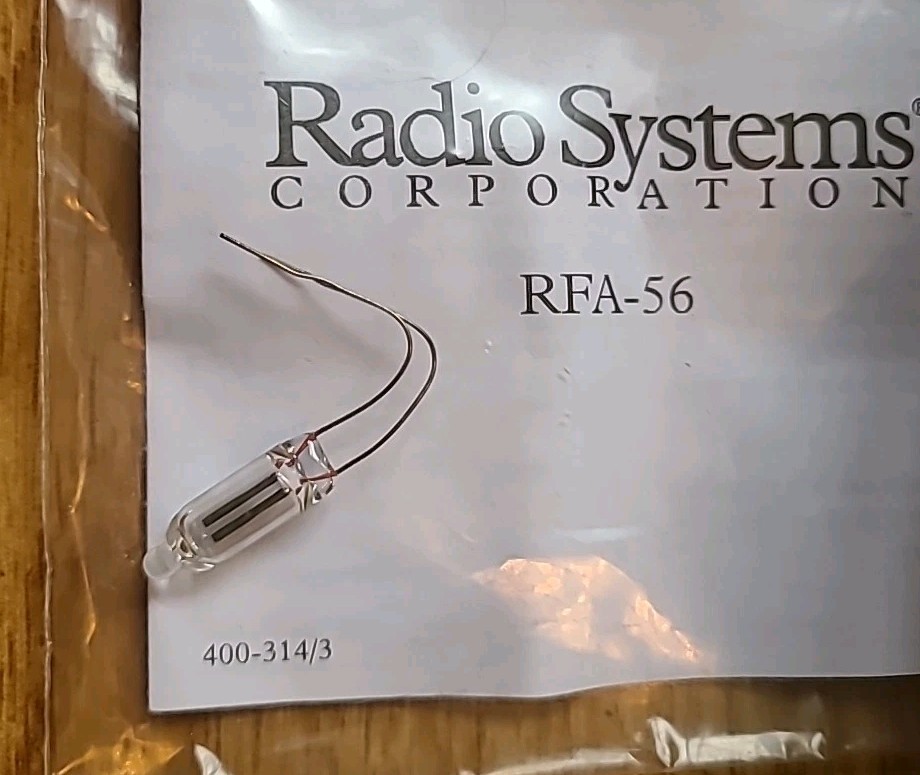 Radio Systems®
CORPORATION
RFA-56
400-314/3